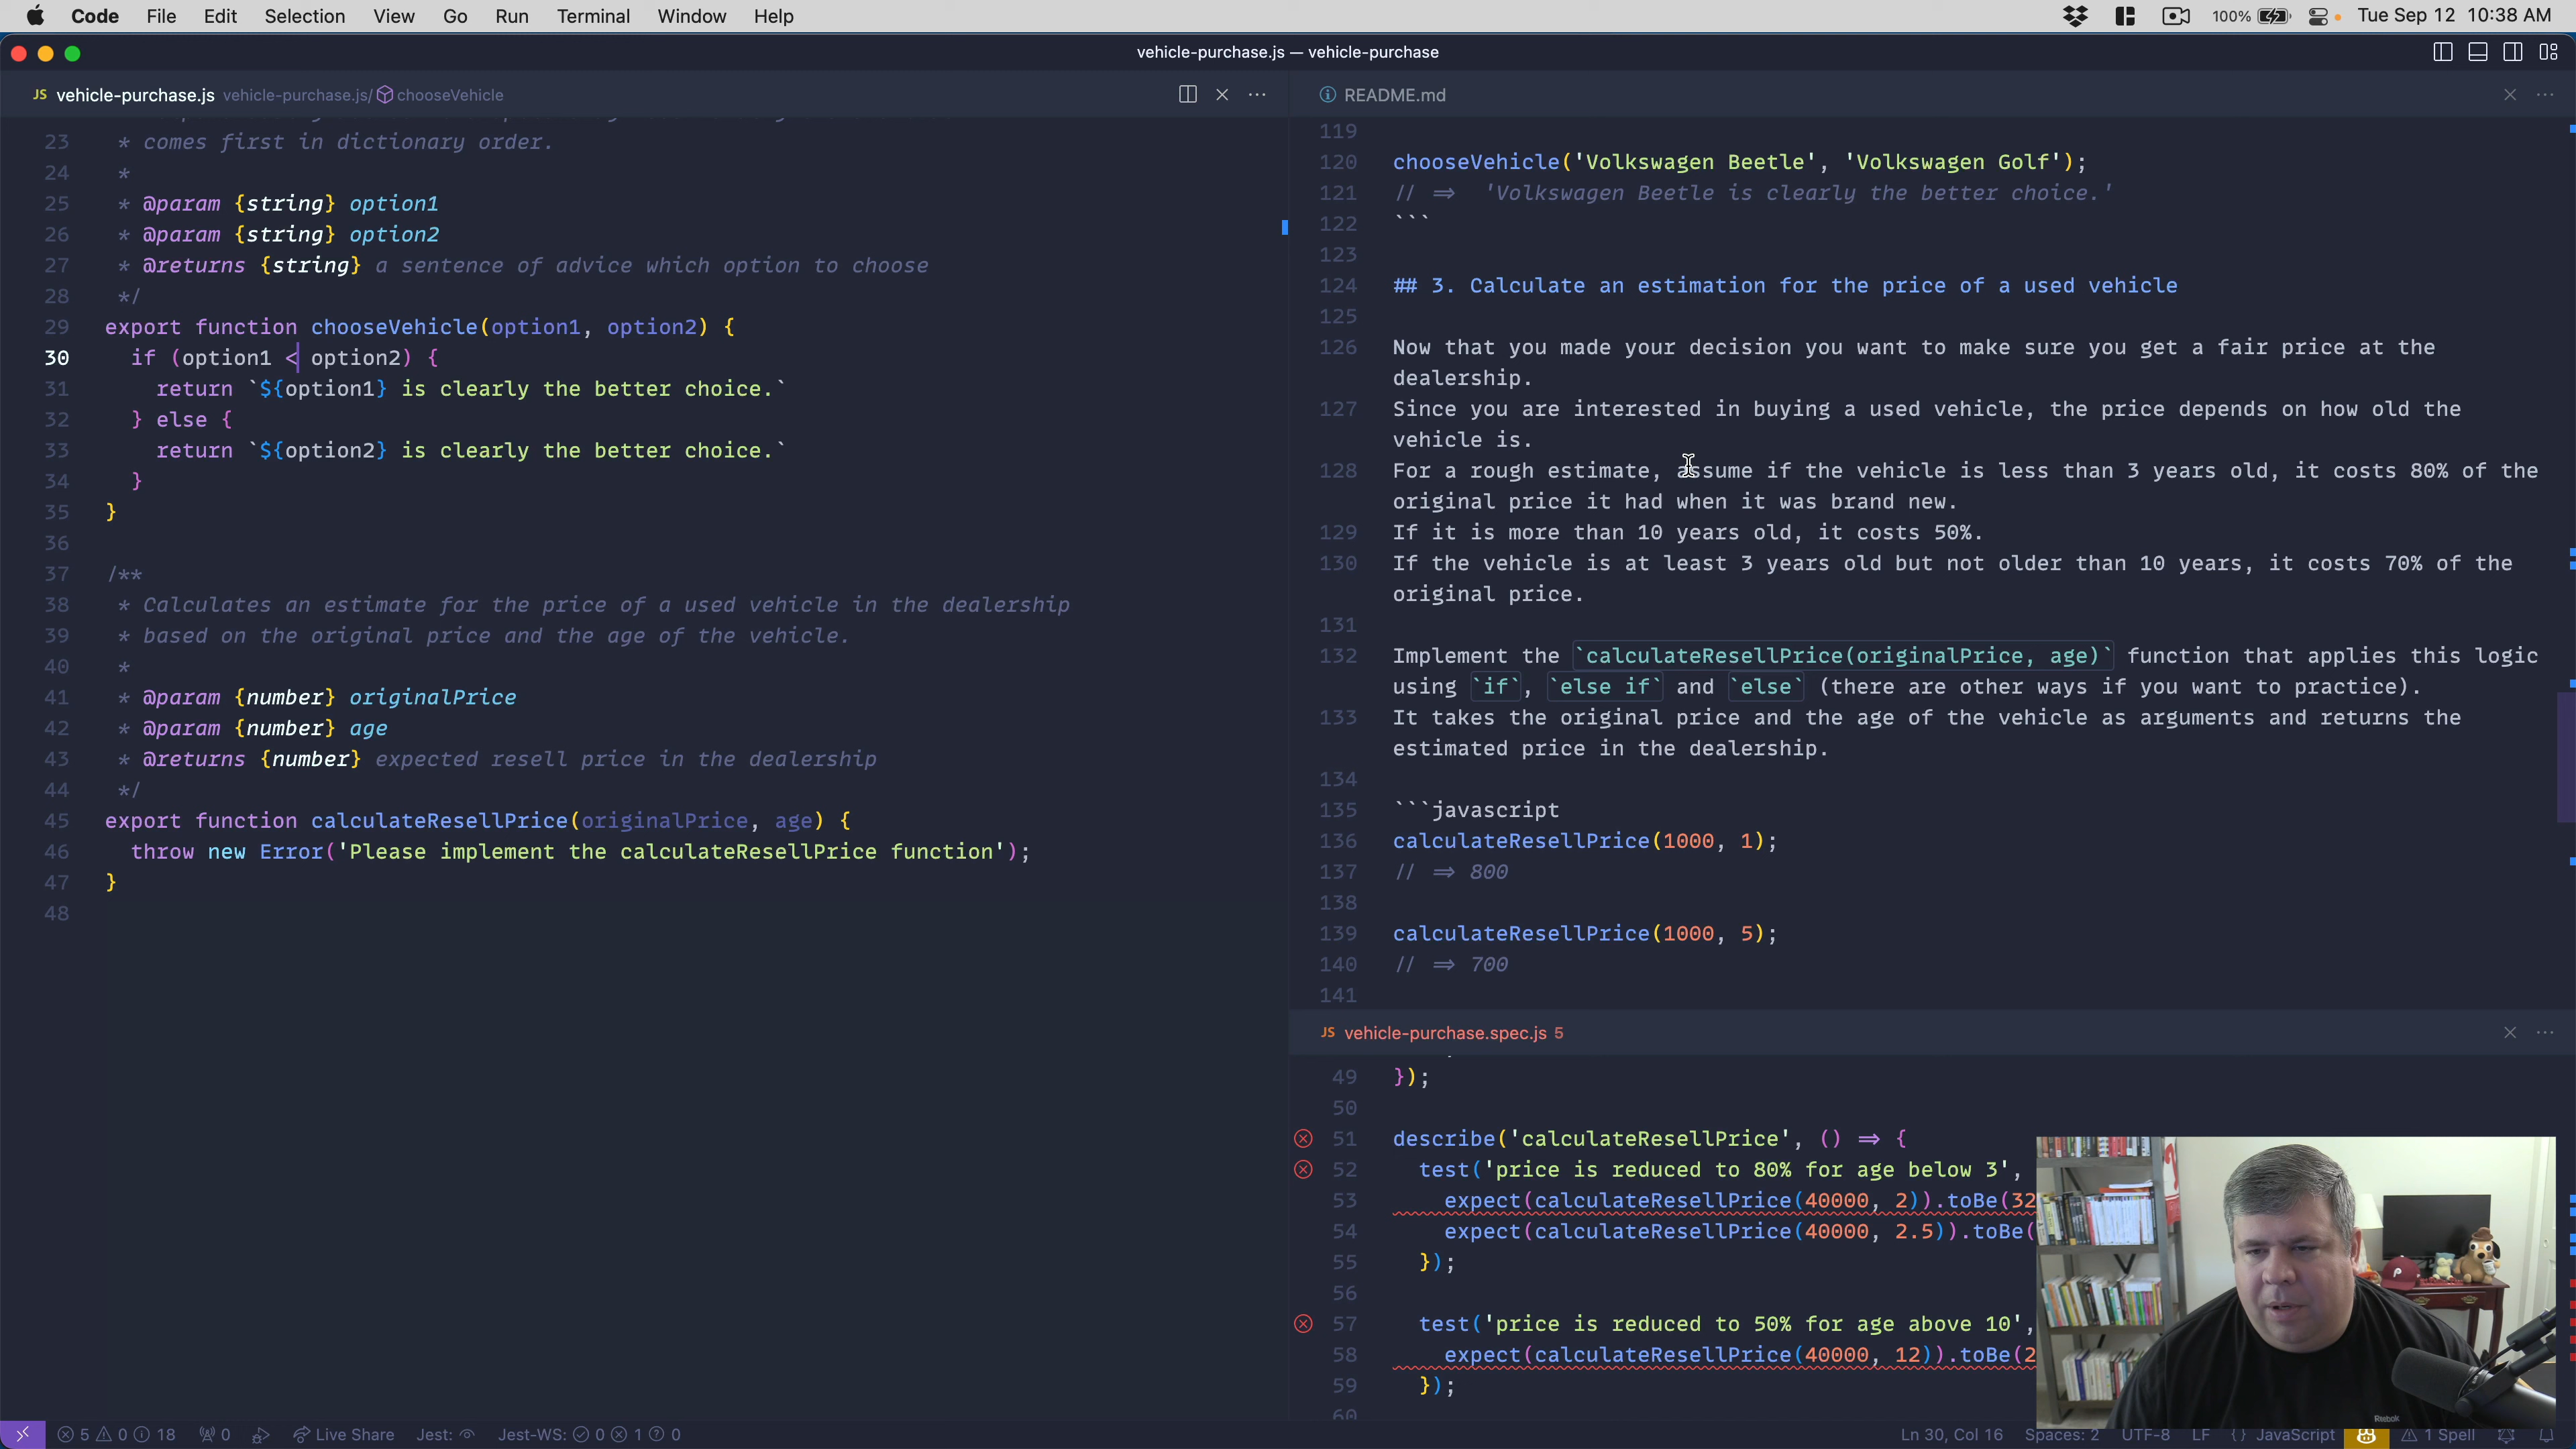 Code File Edit Selection View Go Run Terminal Window Help 100% Tue Sep 12 10:38 AM
vehicle-purchase.js — vehicle-purchase
JS vehicle-purchase.js vehicle-purchase.js/ chooseVehicle
23 * comes first in dictionary order.
24 *
25 * @param {string} option1
26 * @param {string} option2
27 * @returns {string} a sentence of advice which option to choose
28 */
29 export function chooseVehicle(option1, option2) {
30 if (option1 < option2) {
31 return `${option1} is clearly the better choice.`
32 } else {
33 return `${option2} is clearly the better choice.`
34 }
35 }
36
37 /**
38 * Calculates an estimate for the price of a used vehicle in the dealership
39 * based on the original price and the age of the vehicle.
40 *
41 * @param {number} originalPrice
42 * @param {number} age
43 * @returns {number} expected resell price in the dealership
44 */
45 export function calculateResellPrice(originalPrice, age) {
46 throw new Error('Please implement the calculateResellPrice function');
47 }
48
README.md
119
120 chooseVehicle('Volkswagen Beetle', 'Volkswagen Golf');
121 // => 'Volkswagen Beetle is clearly the better choice.'
122 ```
123
124 ## 3. Calculate an estimation for the price of a used vehicle
125
126 Now that you made your decision you want to make sure you get a fair price at the
dealership.
127 Since you are interested in buying a used vehicle, the price depends on how old the
vehicle is.
128 For a rough estimate, assume if the vehicle is less than 3 years old, it costs 80% of the
original price it had when it was brand new.
129 If it is more than 10 years old, it costs 50%.
130 If the vehicle is at least 3 years old but not older than 10 years, it costs 70% of the
original price.
131
132 Implement the `calculateResellPrice(originalPrice, age)` function that applies this logic
using `if`, `else if` and `else` (there are other ways if you want to practice).
133 It takes the original price and the age of the vehicle as arguments and returns the
estimated price in the dealership.
134
135 ```javascript
136 calculateResellPrice(1000, 1);
137 // => 800
138
139 calculateResellPrice(1000, 5);
140 // => 700
141
JS vehicle-purchase.spec.js 5
49 });
50
51 describe('calculateResellPrice', () => {
52 test('price is reduced to 80% for age below 3',
53 expect(calculateResellPrice(40000, 2)).toBe(32
54 expect(calculateResellPrice(40000, 2.5)).toBe(
55 });
56
57 test('price is reduced to 50% for age above 10',
58 expect(calculateResellPrice(40000, 12)).toBe(2
59 });
60
Reebok
5 0 18 0 Live Share Jest: Jest-WS: 0 1 0 Ln 30, Col 16 Spaces: 2 UTF-8 LF {} JavaScript 1 Spell